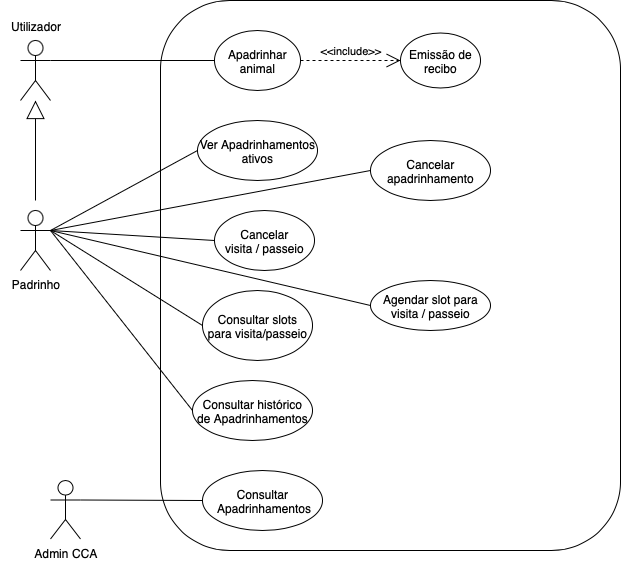 Utilizador
Apadrinhar
animal
<<include>>
Emissão de
recibo
Ver Apadrinhamentos
ativos
Cancelar
apadrinhamento
Padrinho
Cancelar
visita / passeio
Agendar slot para
visita / passeio
Consultar slots
para visita/passeio
Consultar histórico
de Apadrinhamentos
Consultar
Apadrinhamentos
Admin CCA